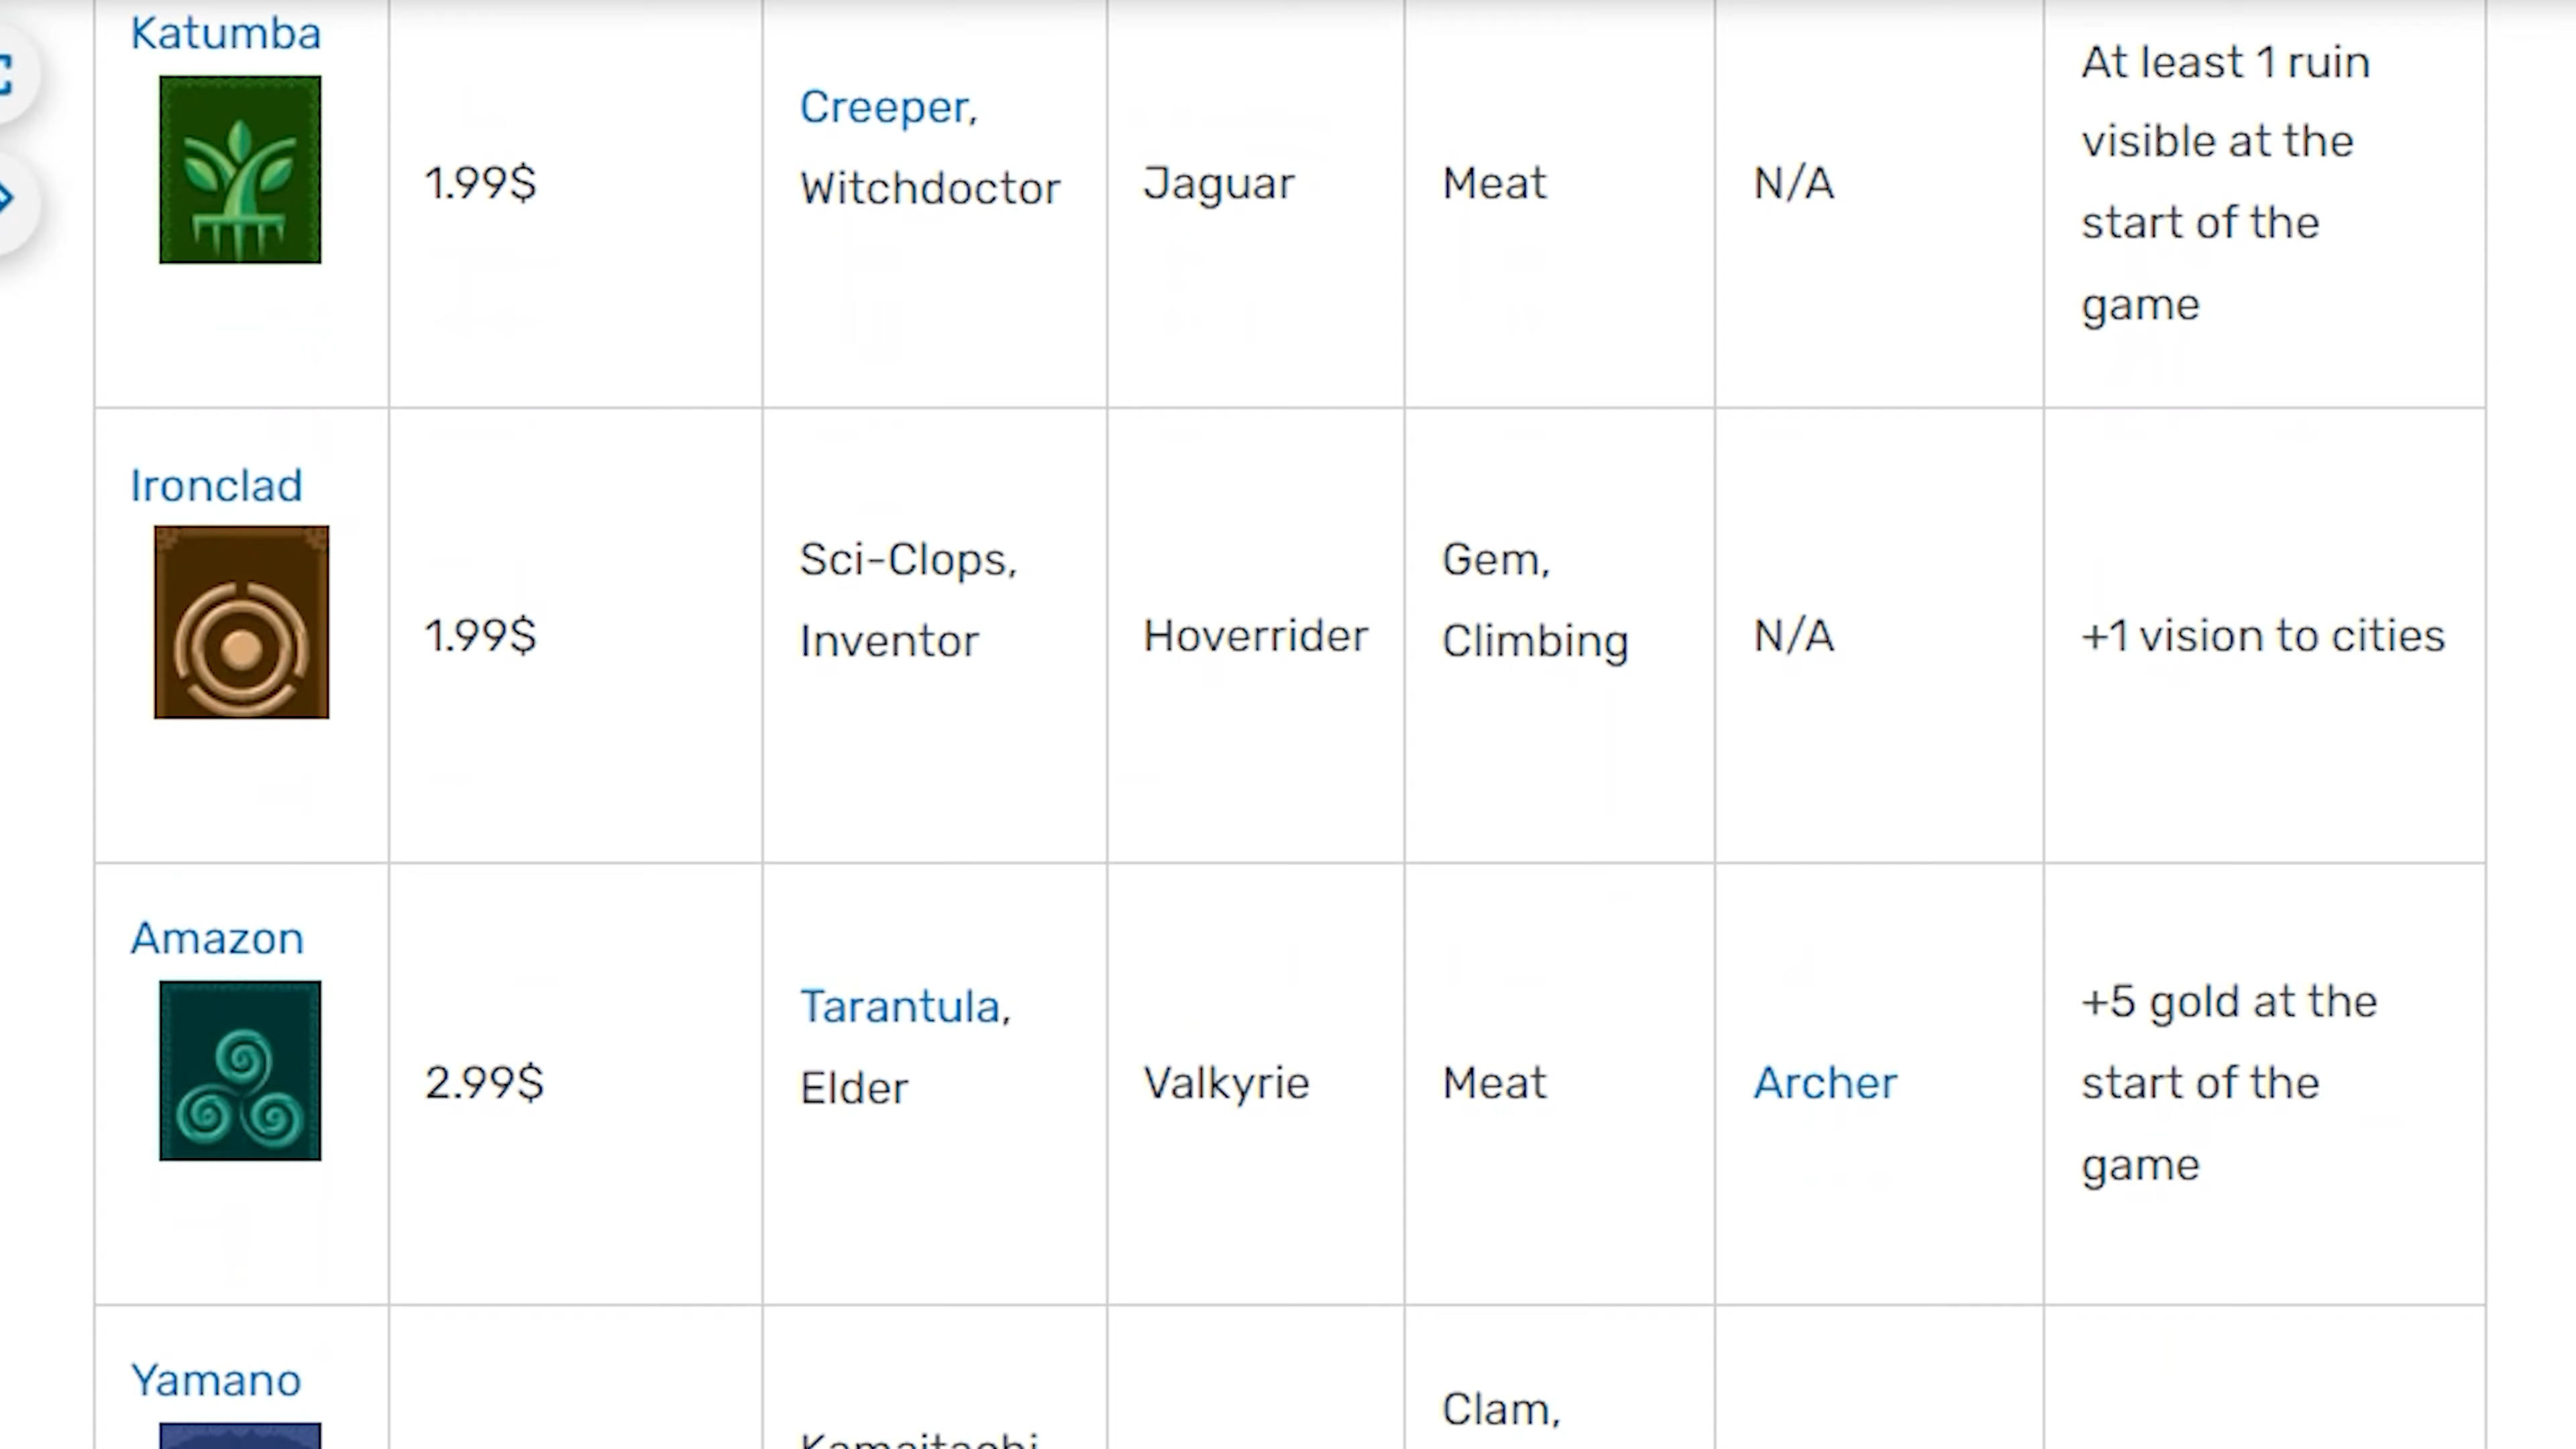 Katumba
1.99$
Creeper,
Witchdoctor
Jaguar
Meat
N/A
At least 1 ruin
visible at the
start of the
game
Ironclad
1.99$
Sci-Clops,
Inventor
Hoverrider
Gem,
Climbing
N/A
+1 vision to cities
Amazon
2.99$
Tarantula,
Elder
Valkyrie
Meat
Archer
+5 gold at the
start of the
game
Yamano
Clam,